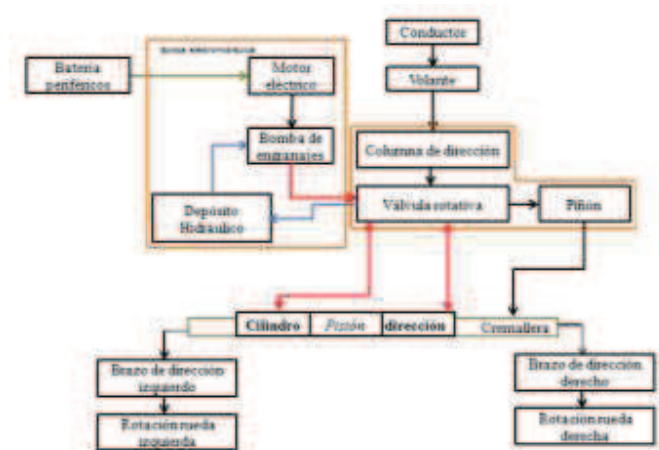 Conductor
Batería
periféricos
Motor
eléctrico
Volante
Bomba de
engranajes
Columna de dirección
Depósito
Hidráulico
Válvula rotativa
Piñón
Cilindro
Pistón
dirección
Cremallera
Brazo de dirección
izquierdo
Brazo de dirección
derecho
Rotación rueda
izquierda
Rotación rueda
derecha